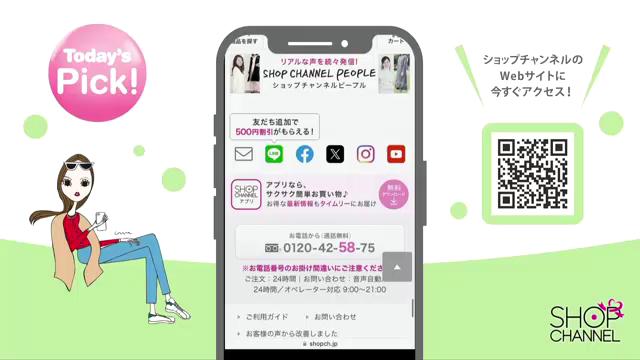 Today's
Pick!
商品を探す
カート
リアルな声を続々発信!
SHOP CHANNEL PEOPLE
ショップチャンネルピープル
友だち追加で
500円割引がもらえる!
LINE
SHOP
CHANNEL
アプリ
アプリなら、
サクサク簡単お買い物♪
お得な最新情報もタイムリーにお届け
無料
ダウンロード
お電話から(通話無料)
0120-42-58-75
※お電話番号のお掛け間違いにご注意くださ
ご注文:24時間｜お問い合わせ:音声自動
24時間／オペレーター対応 9:00〜21:00
ご利用ガイド
お問い合わせ
お客様の声から改善しました
shopch.jp
ショップチャンネルの
Webサイトに
今すぐアクセス!
SHOP
CHANNEL